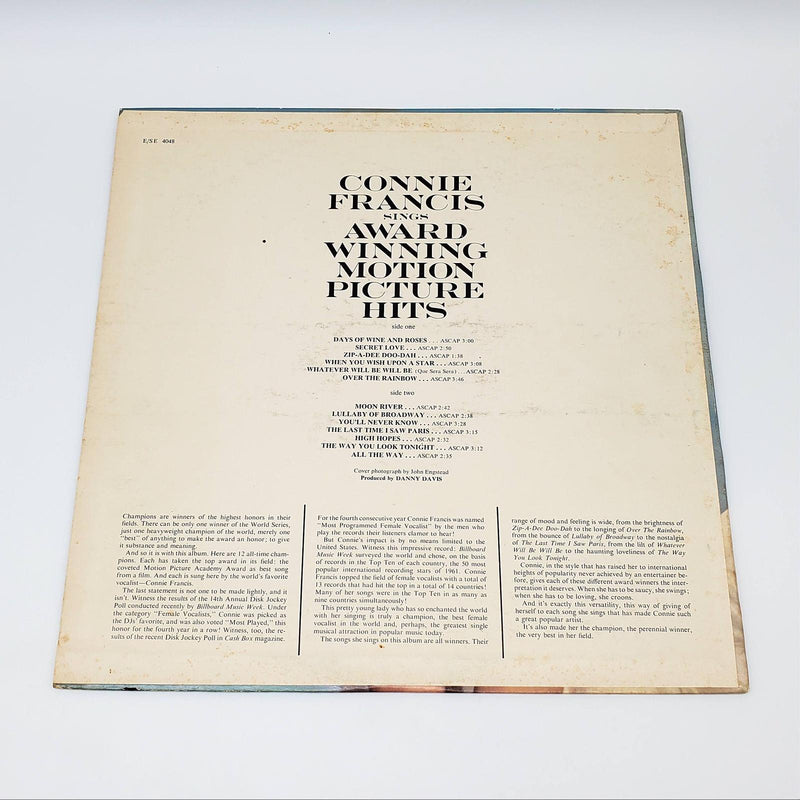 E/SE 4048
CONNIE
FRANCIS
SINGS
AWARD
WINNING
MOTION
PICTURE
HITS
side one
DAYS OF WINE AND ROSES . . . ASCAP 3:00
SECRET LOVE . . . ASCAP 2:50
ZIP-A-DEE DOO-DAH . . . ASCAP 1:38
WHEN YOU WISH UPON A STAR . . . ASCAP 3:08
WHATEVER WILL BE WILL BE (Que Sera Sera) . . . ASCAP 2:28
OVER THE RAINBOW . . . ASCAP 3:46
side two
MOON RIVER . . . ASCAP 2:42
LULLABY OF BROADWAY . . . ASCAP 2:38
YOU'LL NEVER KNOW . . . ASCAP 3:28
THE LAST TIME I SAW PARIS . . . ASCAP 3:15
HIGH HOPES . . . ASCAP 2:32
THE WAY YOU LOOK TONIGHT . . . ASCAP 3:12
ALL THE WAY . . . ASCAP 2:35
Cover photograph by John Engstead
Produced by DANNY DAVIS
Champions are winners of the highest honors in their
fields. There can be only one winner of the World Series,
just one heavyweight champion of the world, merely one
"best" of anything to make the award an honor; to give
it substance and meaning.
And so it is with this album. Here are 12 all-time cham-
pions. Each has taken the top award in its field; the
coveted Motion Picture Academy Award as best song
from a film. And each is sung here by the world's favorite
vocalist—Connie Francis.
The last statement is not one to be made lightly, and it
isn't. Witness the results of the 14th Annual Disk Jockey
Poll conducted recently by Billboard Music Week. Under
the category "Female Vocalists," Connie was picked as
the DJs' favorite, and was also voted "Most Played," this
honor for the fourth year in a row! Witness, too, the re-
sults of the recent Disk Jockey Poll in Cash Box magazine.
For the fourth consecutive year Connie Francis was named
"Most Programmed Female Vocalist" by the men who
play the records their listeners clamor to hear!
But Connie's impact is by no means limited to the
United States. Witness this impressive record: Billboard
Music Week surveyed the world and chose, on the basis
of records in the Top Ten of each country, the 50 most
popular international recording stars of 1961. Connie
Francis topped the field of female vocalists with a total of
13 records that had hit the top in a total of 14 countries!
Many of her songs were in the Top Ten in as many as
nine countries simultaneously!
This pretty young lady who has so enchanted the world
with her singing is truly a champion, the best female
vocalist in the world and, perhaps, the greatest single
musical attraction in popular music today.
The songs she sings on this album are all winners. Their
range of mood and feeling is wide, from the brightness of
Zip-A-Dee Doo-Dah to the longing of Over The Rainbow,
from the bounce of Lullaby of Broadway to the nostalgia
of The Last Time I Saw Paris, from the lilt of Whatever
Will Be Will Be to the haunting loveliness of The Way
You Look Tonight.
Connie, in the style that has raised her to international
heights of popularity never achieved by an entertainer be-
fore, gives each of these different award winners the inter-
pretation it deserves. When she has to be saucy, she swings;
when she has to be loving, she croons.
And it's exactly this versatility, this way of giving of
herself to each song she sings that has made Connie such
a great popular artist.
It's also made her the champion, the perennial winner,
the very best in her field.